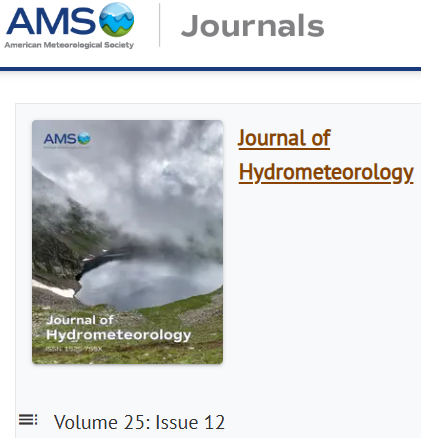 AMS
American Meteorological Society
Journals
AMS
Journal of
Hydrometeorology
Journal of
Hydrometeorology
Volume 25: Issue 12